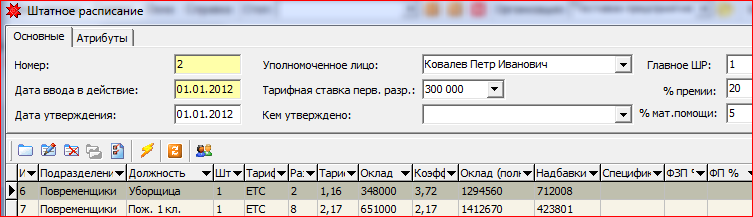 Штатное расписание
Основные Атрибуты
Номер: 2 Уполномоченное лицо: Ковалев Петр Иванович Главное ШР: 1
Дата ввода в действие: 01.01.2012 Тарифная ставка перв. разр.: 300 000 % премии: 20
Дата утверждения: 01.01.2012 Кем утверждено: % мат.помощи: 5
Подразделени Должность Шт Тариф Раз Тари Оклад Коэфф Оклад (пол Надбавки Специфик ФЗП % ФП %
6 Повременщики Уборщица 1 ЕТС 2 1,16 348000 3,72 1294560 712008
7 Повременщики Пож. 1 кл. 1 ЕТС 8 2,17 651000 2,17 1412670 423801